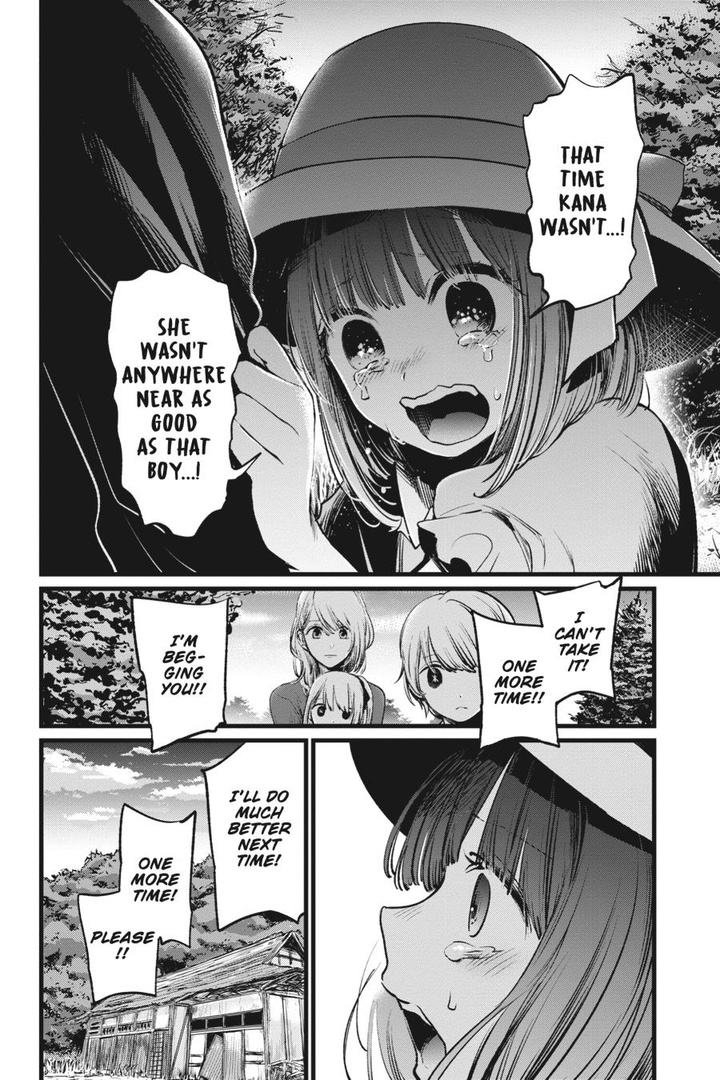 THAT
TIME
KANA
WASN'T...!
SHE
WASN'T
ANYWHERE
NEAR AS
GOOD
AS THAT
BOY...!
I
CAN'T
TAKE
IT!
ONE
MORE
TIME!!
I'M
BEG-
GING
YOU!!
I'LL DO
MUCH
BETTER
NEXT
TIME!
ONE
MORE
TIME!
PLEASE
!!